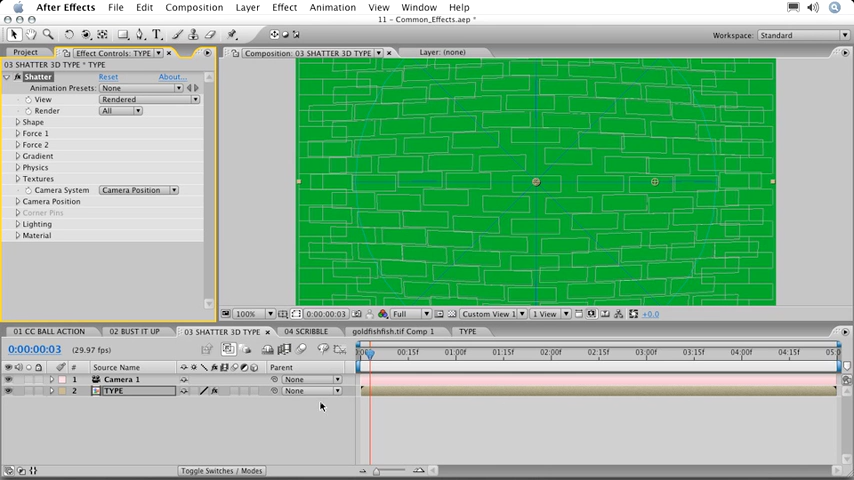 After Effects File Edit Composition Layer Effect Animation View Window Help
11 – Common_Effects.aep *
Workspace: Standard
Project Effect Controls: TYPE Composition: 03 SHATTER 3D TYPE Layer: (none)
03 SHATTER 3D TYPE * TYPE
Shatter Reset About...
Animation Presets: None
View Rendered
Render All
Shape
Force 1
Force 2
Gradient
Physics
Textures
Camera System Camera Position
Camera Position
Corner Pins
Lighting
Material
100% 0:00:00:03 Full Custom View 1 1 View +0.0
01 CC BALL ACTION 02 BUST IT UP 03 SHATTER 3D TYPE 04 SCRIBBLE goldfishfish.tif Comp 1 TYPE
0:00:00:03 (29.97 fps) 00:15f 01:00f 01:15f 02:00f 02:15f 03:00f 03:15f 04:00f 04:15f
# Source Name Parent
1 Camera 1 None
2 TYPE None
Toggle Switches / Modes